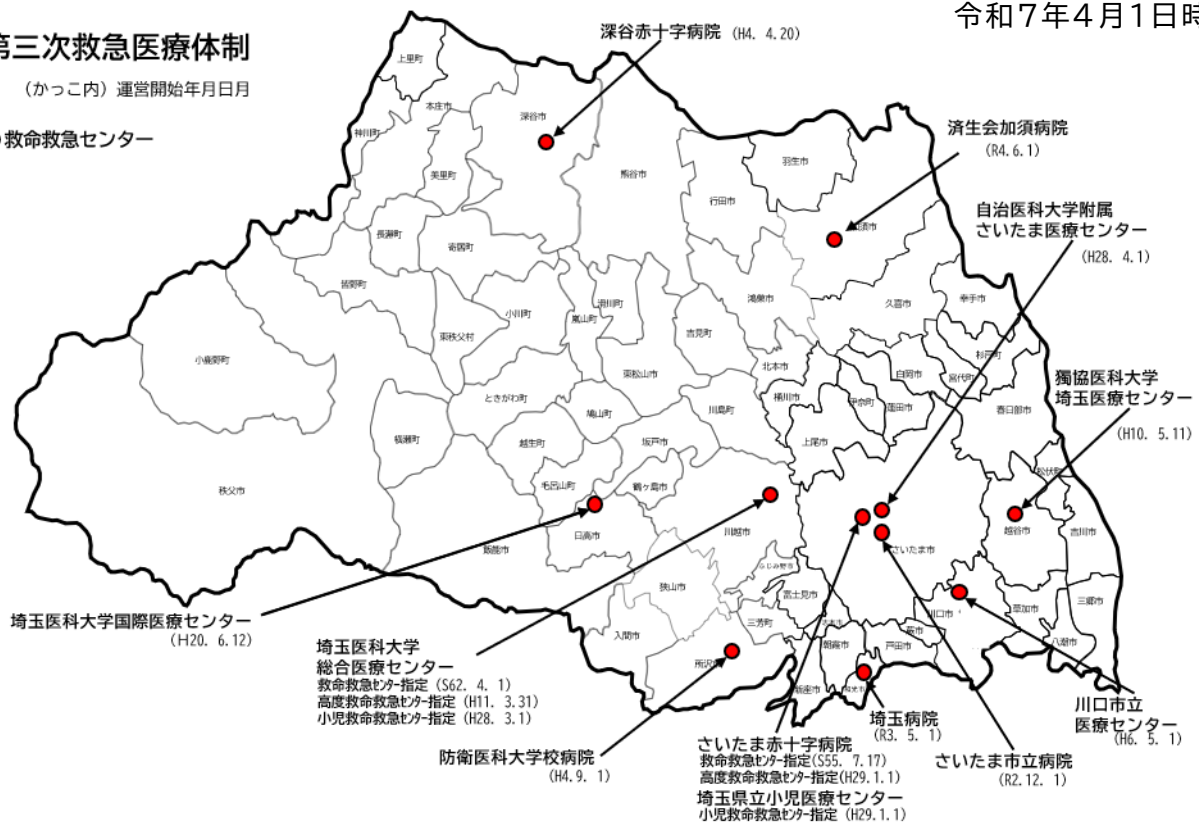 令和7年4月1日時
第三次救急医療体制
(かっこ内) 運営開始年月日月
救命救急センター
深谷赤十字病院 (H4. 4.20)
済生会加須病院
(R4.6.1)
自治医科大学附属
さいたま医療センター
(H28. 4.1)
獨協医科大学
埼玉医療センター
(H10. 5.11)
上里町
本庄市
神川町
深谷市
美里町
熊谷市
羽生市
行田市
須市
長瀞町
寄居町
皆野町
小川町
嵐山町
滑川町
東秩父村
吉見町
鴻巣市
久喜市
幸手市
杉戸町
小鹿野町
東松山市
北本市
白岡市
宮代町
ときがわ町
鳩山町
川島町
桶川市
伊奈町
蓮田市
春日部市
横瀬町
越生町
坂戸市
上尾市
松伏町
秩父市
毛呂山町
鶴ヶ島市
川越市
越谷市
吉川市
日高市
飯能市
さいたま市
ふじみ野市
狭山市
富士見市
三芳町
川口市
草加市
三郷市
入間市
朝霞市
戸田市
蕨市
八潮市
所沢
新座市
埼玉医科大学国際医療センター
(H20. 6.12)
埼玉医科大学
総合医療センター
救命救急センター指定 (S62. 4. 1)
高度救命救急センター指定 (H11. 3.31)
小児救命救急センター指定 (H28. 3.1)
防衛医科大学校病院
(H4.9. 1)
さいたま赤十字病院
救命救急センター指定(S55. 7.17)
高度救命救急センター指定(H29.1.1)
埼玉県立小児医療センター
小児救命救急センター指定 (H29.1.1)
埼玉病院
(R3. 5. 1)
さいたま市立病院
(R2.12. 1)
川口市立
医療センター
(H6. 5. 1)